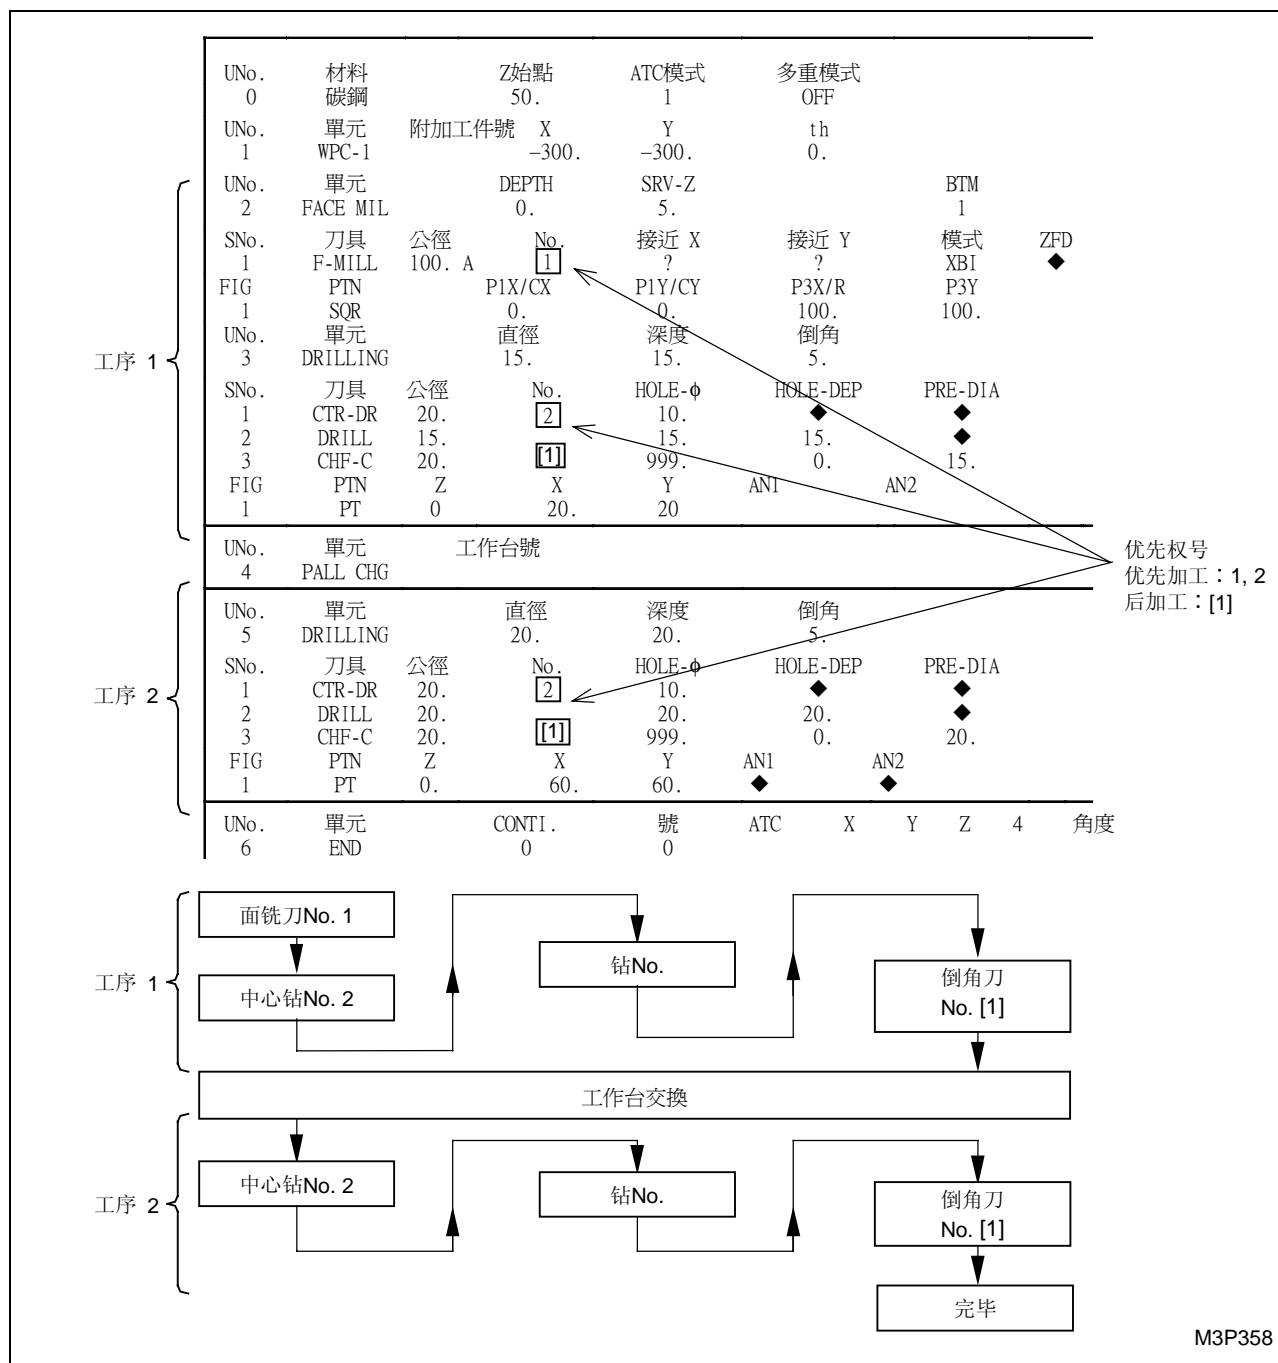 UNo. 材料 Z始點 ATC模式 多重模式
0 碳鋼 50. 1 OFF
UNo. 單元 附加工件號 X Y th
1 WPC-1 −300. −300. 0.
UNo. 單元 DEPTH SRV-Z BTM
2 FACE MIL 0. 5. 1
SNo. 刀具 公徑 No. 接近 X 接近 Y 模式 ZFD
1 F-MILL 100. A 1 ? ? XBI ◆
FIG PTN P1X/CX P1Y/CY P3X/R P3Y
1 SQR 0. 0. 100. 100.
UNo. 單元 直徑 深度 倒角
工序 1 3 DRILLING 15. 15. 5.
SNo. 刀具 公徑 No. HOLE-ϕ HOLE-DEP PRE-DIA
1 CTR-DR 20. 2 10. ◆ ◆
2 DRILL 15. 15. 15. ◆
3 CHF-C 20. [1] 999. 0. 15.
FIG PTN Z X Y AN1 AN2
1 PT 0 20. 20
UNo. 單元 工作台號
4 PALL CHG
优先权号
优先加工：1, 2
后加工：[1]
UNo. 單元 直徑 深度 倒角
5 DRILLING 20. 20. 5.
SNo. 刀具 公徑 No. HOLE-ϕ HOLE-DEP PRE-DIA
工序 2 1 CTR-DR 20. 2 10. ◆ ◆
2 DRILL 20. 20. 20. ◆
3 CHF-C 20. [1] 999. 0. 20.
FIG PTN Z X Y AN1 AN2
1 PT 0. 60. 60. ◆ ◆
UNo. 單元 CONTI. 號 ATC X Y Z 4 角度
6 END 0 0
工序 1
面铣刀No. 1
中心钻No. 2
钻No.
倒角刀
No. [1]
工作台交換
工序 2
中心钻No. 2
钻No.
倒角刀
No. [1]
完毕
M3P358